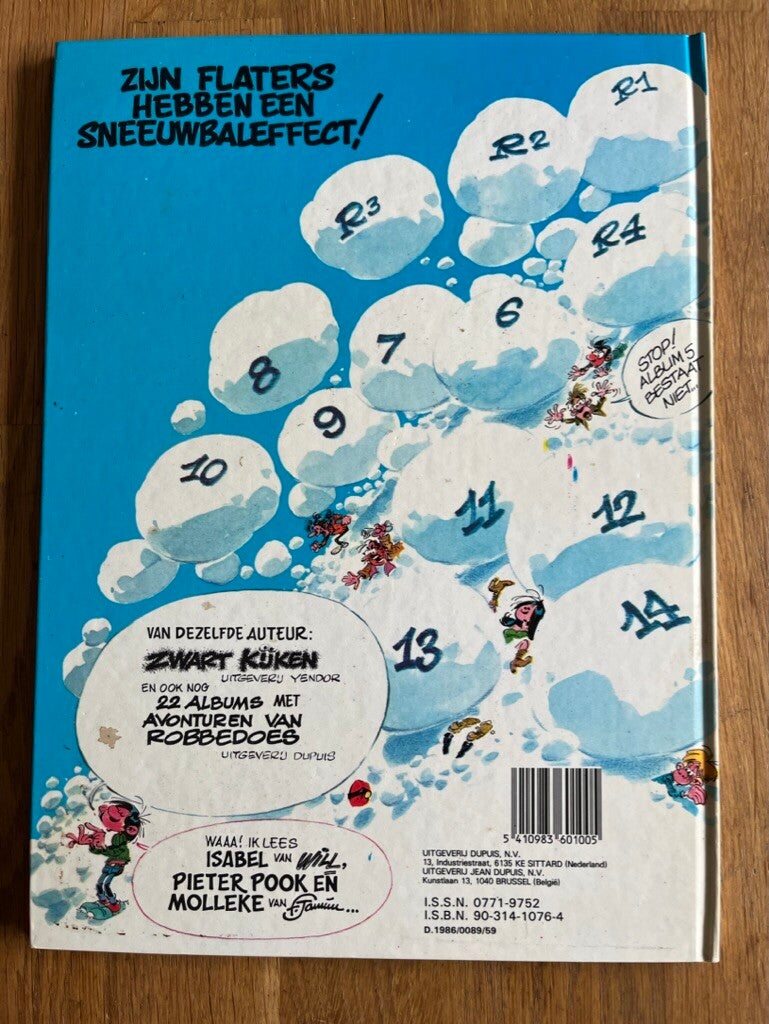 ZIJN FLATERS
HEBBEN EEN
SNEEUWBALEFFECT!
R1
R2
R3
R4
6
7
8
STOP!
ALBUM 5
BESTAAT
NIET...
9
10
11
12
13
14
VAN DEZELFDE AUTEUR:
ZWART KÜKEN
UITGEVERIJ YENDOR
EN OOK NOG
22 ALBUMS MET
AVONTUREN VAN
ROBBEDOES
UITGEVERIJ DUPUIS
WAAA! IK LEES
ISABEL VAN WILL,
PIETER POOK EN
MOLLEKE VAN F. Tamim...
5 410983 601005
UITGEVERIJ DUPUIS, N.V.
13, Industriestraat, 6135 KE SITTARD (Nederland)
UITGEVERIJ JEAN DUPUIS, N.V.
Kunstlaan 13, 1040 BRUSSEL (België)
I.S.S.N. 0771-9752
I.S.B.N. 90-314-1076-4
D.1986/0089/59